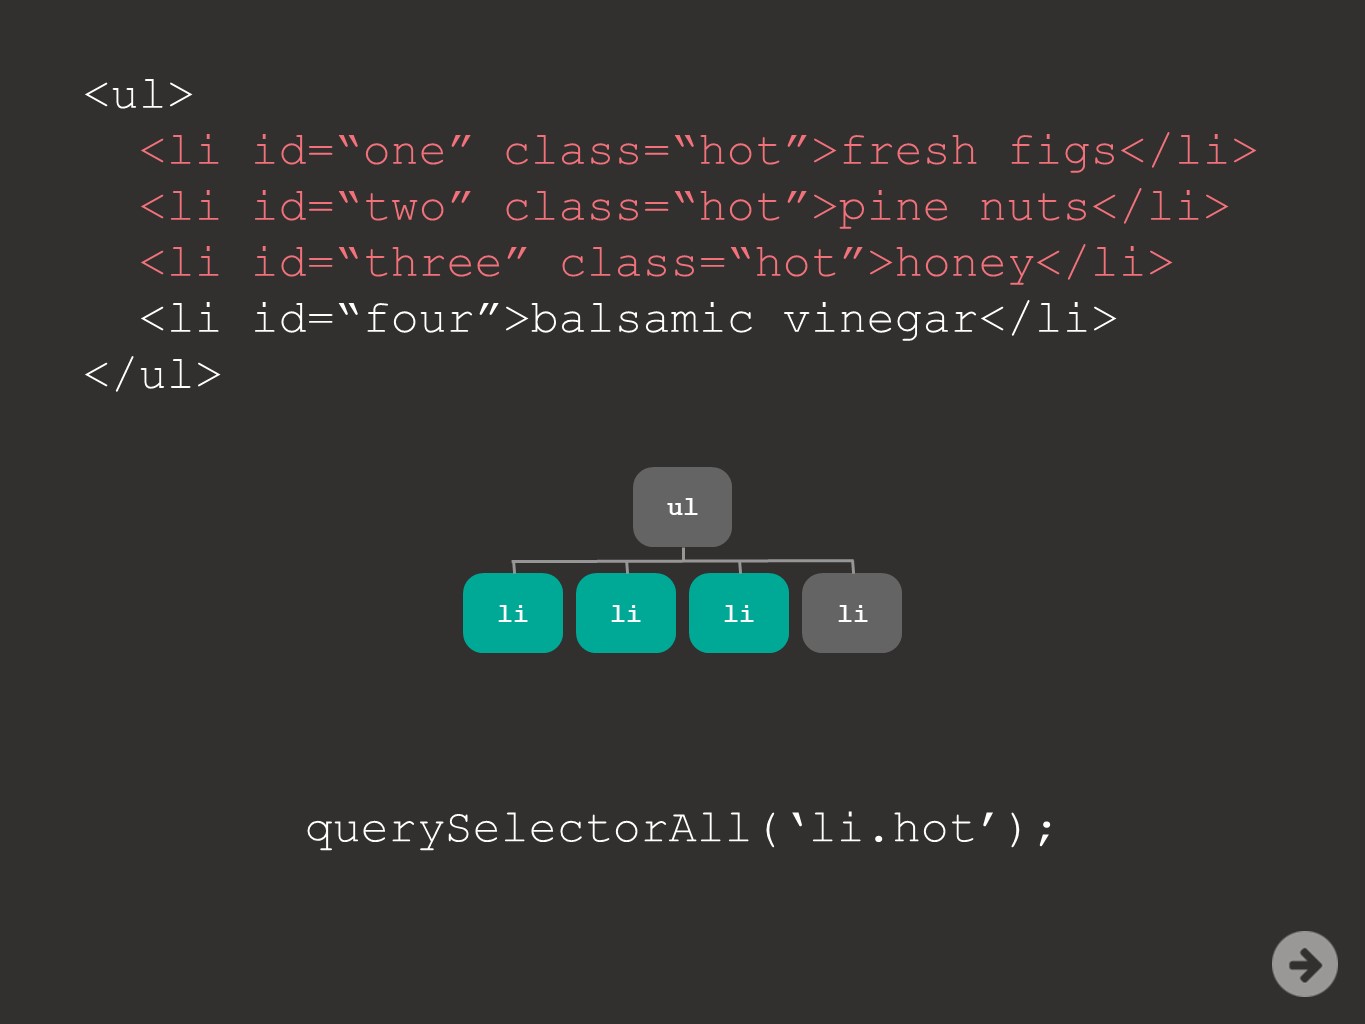 <ul>
<li id=“one” class=“hot”>fresh figs</li>
<li id=“two” class=“hot”>pine nuts</li>
<li id=“three” class=“hot”>honey</li>
<li id=“four”>balsamic vinegar</li>
</ul>
ul
li li li li
querySelectorAll(‘li.hot’);